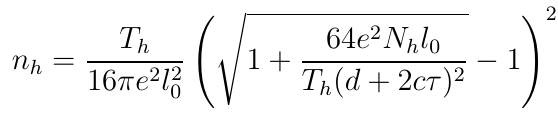 $n_h = \frac{T_h}{16\pi e^2 l_0^2} \left( \sqrt{1 + \frac{64 e^2 N_h l_0}{T_h (d + 2c\tau)^2}} - 1 \right)^2$